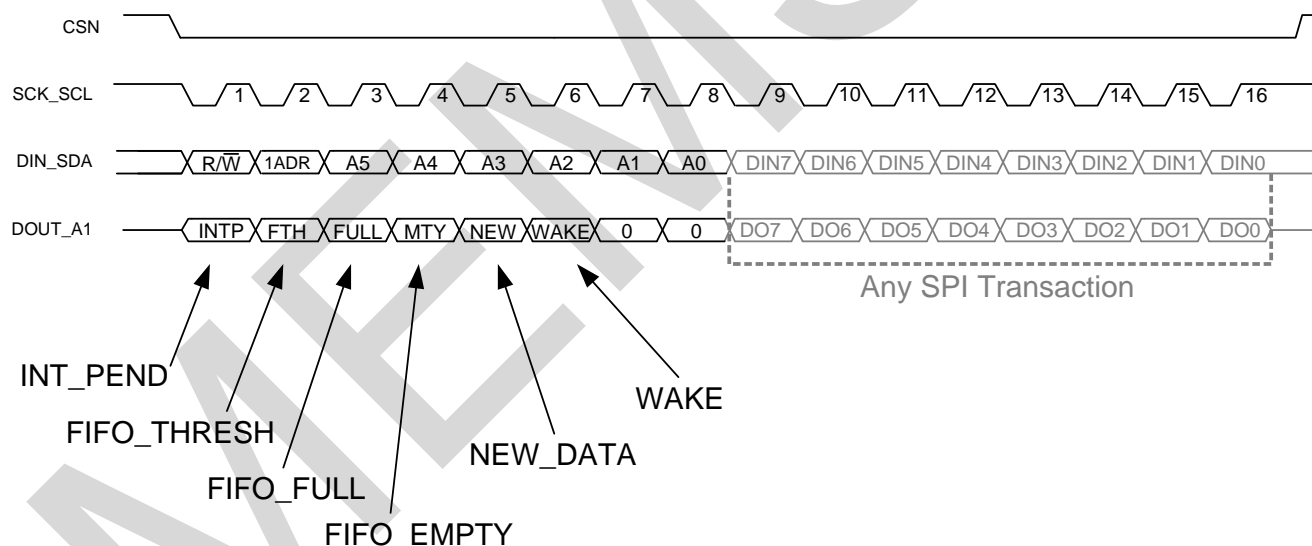 CSN
SCK_SCL 1 2 3 4 5 6 7 8 9 10 11 12 13 14 15 16
DIN_SDA R/W̅ 1ADR A5 A4 A3 A2 A1 A0 DIN7 DIN6 DIN5 DIN4 DIN3 DIN2 DIN1 DIN0
DOUT_A1 INTP FTH FULL MTY NEW WAKE 0 0 DO7 DO6 DO5 DO4 DO3 DO2 DO1 DO0
Any SPI Transaction
INT_PEND
WAKE
FIFO_THRESH
NEW_DATA
FIFO_FULL
FIFO_EMPTY